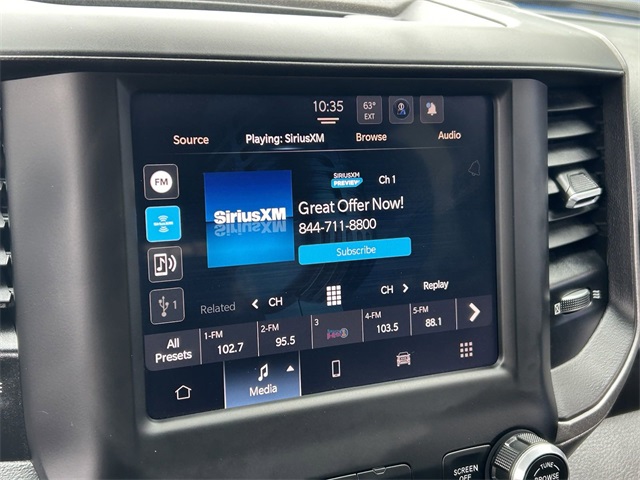 10:35
63°
EXT
Source
Playing: SiriusXM
Browse
Audio
FM
SIRIUSXM
PREVIEW
Ch 1
SiriusXM
Great Offer Now!
844-711-8800
Subscribe
1
Related
< CH
CH >
Replay
All
Presets
1-FM
102.7
2-FM
95.5
3
4-FM
103.5
5-FM
88.1
Media
SCREEN
OFF
TUNE
BROWSE